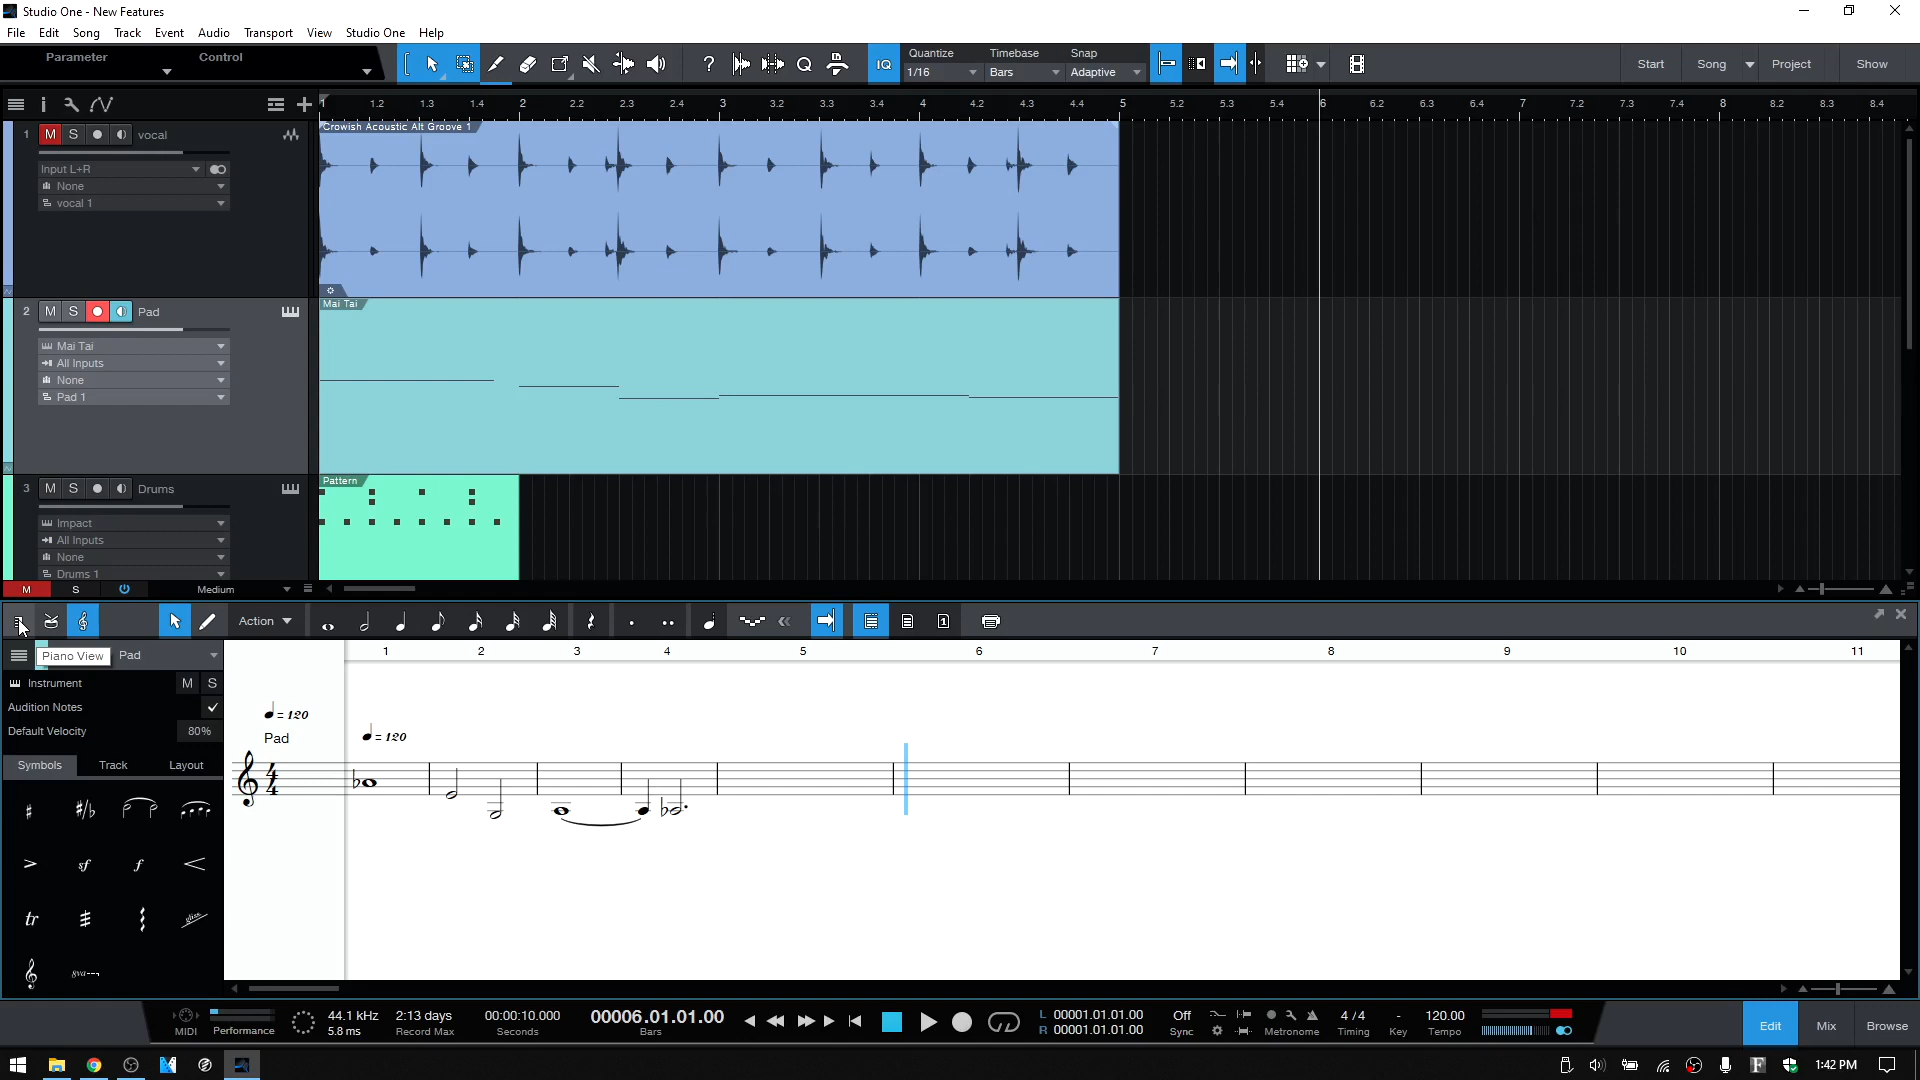 Studio One - New Features
File Edit Song Track Event Audio Transport View Studio One Help
Parameter Control
IQ Quantize 1/16 Timebase Bars Snap Adaptive
Start Song Project Show
1 1.2 1.3 1.4 2 2.2 2.3 2.4 3 3.2 3.3 3.4 4 4.2 4.3 4.4 5 5.2 5.3 5.4 6 6.2 6.3 6.4 7 7.2 7.3 7.4 8 8.2 8.3 8.4
Crowish Acoustic Alt Groove 1
1 M S vocal
Input L+R
None
vocal 1
Mai Tai
2 M S Pad
Mai Tai
All Inputs
None
Pad 1
Pattern
3 M S Drums
Impact
All Inputs
None
Drums 1
M S Medium
Action
Piano View Pad
1 2 3 4 5 6 7 8 9 10 11
Instrument M S
Audition Notes
Default Velocity 80%
Symbols Track Layout
= 120
Pad
= 120
4
4
sf f
tr gliss
8va
MIDI Performance
44.1 kHz
5.8 ms
2:13 days
Record Max
00:00:10.000
Seconds
00006.01.01.00
Bars
L 00001.01.01.00
R 00001.01.01.00
Off
Sync
Metronome
4 / 4
Timing
-
Key
120.00
Tempo
Edit Mix Browse
1:42 PM